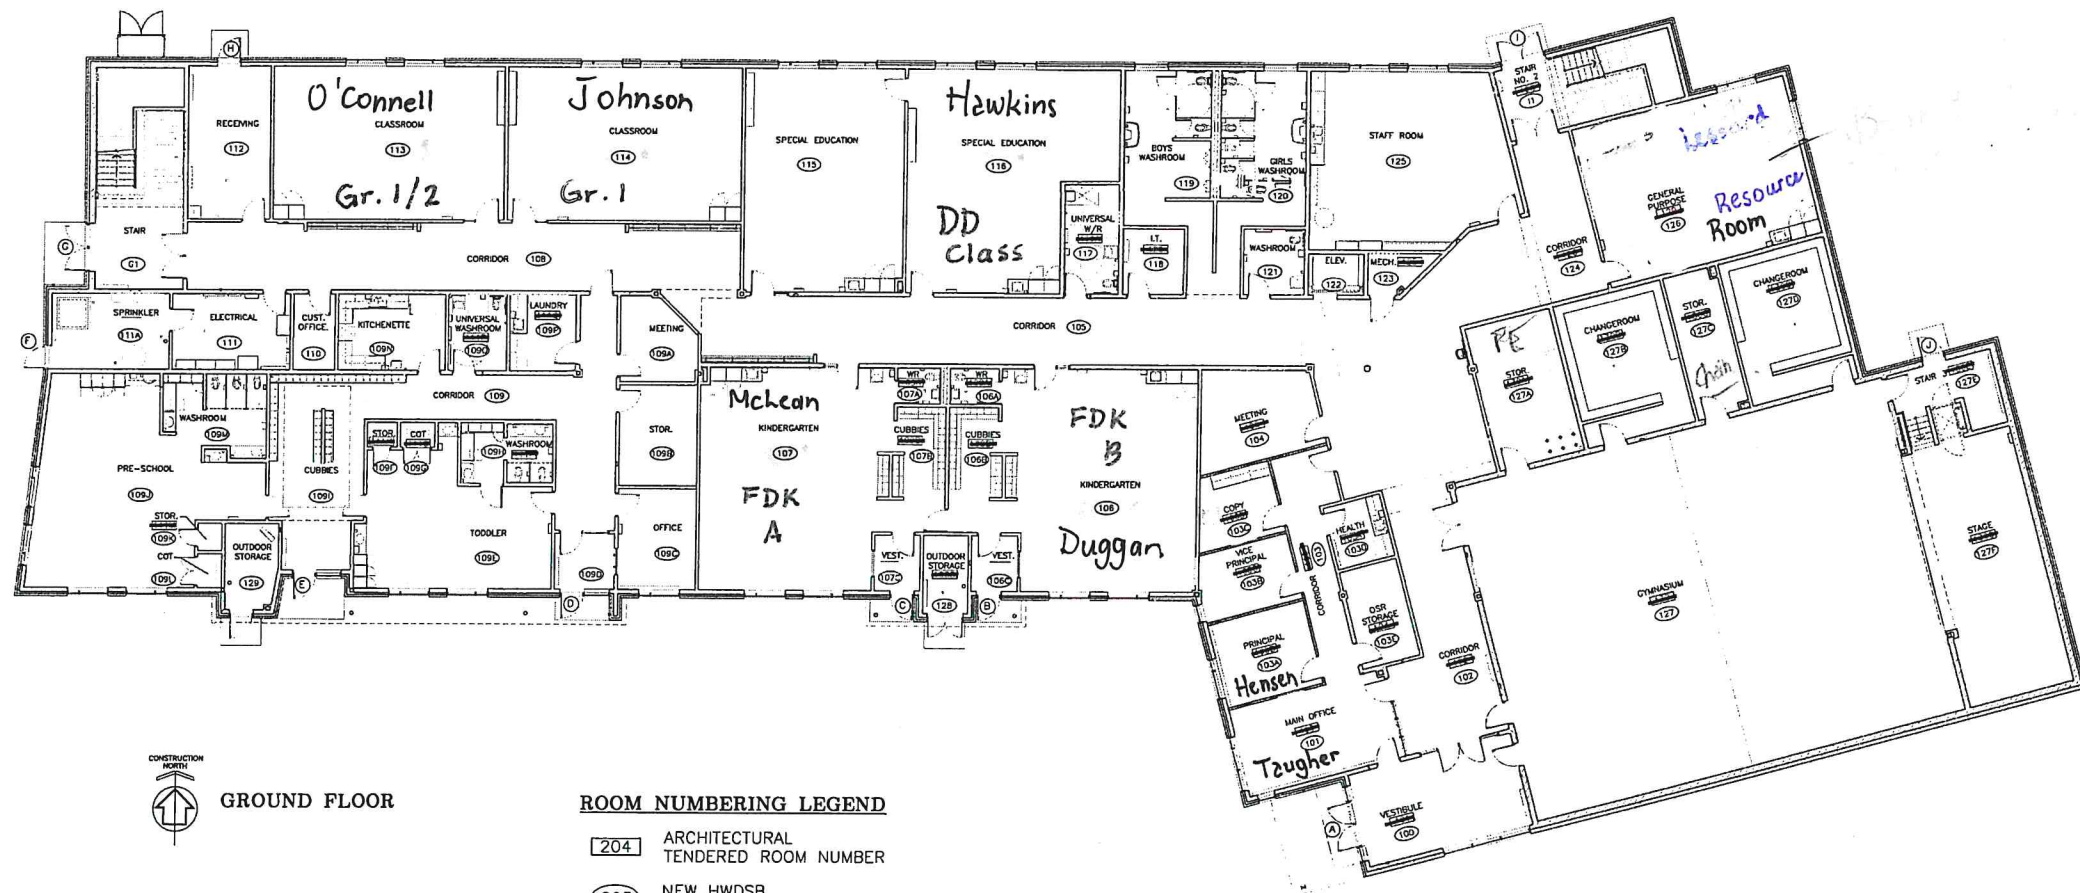 H
O'Connell
CLASSROOM
113
Gr. 1/2
Johnson
CLASSROOM
114
Gr. 1
RECEIVING
112
SPECIAL EDUCATION
115
Hawkins
SPECIAL EDUCATION
116
DD
Class
BOYS
WASHROOM
119
GIRLS
WASHROOM
120
UNIVERSAL
W/R
117
I.T.
118
WASHROOM
121
STAFF ROOM
125
ELEV.
122
MECH.
123
I
STAIR
NO. 2
I1
Lessard
GENERAL
PURPOSE
126
Resource
Room
CORRIDOR
124
G
STAIR
G1
CORRIDOR 108
CORRIDOR 105
F
SPRINKLER
111A
ELECTRICAL
111
CUST.
OFFICE.
110
KITCHENETTE
109N
UNIVERSAL
WASHROOM
109O
LAUNDRY
109P
MEETING
109A
CORRIDOR 109
WASHROOM
109M
PRE-SCHOOL
109J
STOR.
109K
COT
109L
CUBBIES
109I
OUTDOOR
STORAGE
129
E
STOR.
109F
COT
109G
109H
WASHROOM
TODDLER
109E
109D
D
STOR.
109B
OFFICE
109C
McLean
KINDERGARTEN
107
FDK
A
WR
107A
WR
106A
CUBBIES
107B
CUBBIES
106B
VEST.
107C
OUTDOOR
STORAGE
128
VEST.
106C
C
B
FDK
B
KINDERGARTEN
106
Duggan
MEETING
104
COPY
103C
VICE
PRINCIPAL
103B
CORRIDOR 103
HEALTH
103D
OSR
STORAGE
103E
PRINCIPAL
103A
Hensen
MAIN OFFICE
101
Taugher
CORRIDOR
102
VESTIBULE
100
A
PE
STOR
127A
CHANGEROOM
127B
STOR.
127C
Chair
CHANGEROOM
127D
J
STAIR
127E
STAGE
127F
GYMNASIUM
127
CONSTRUCTION
NORTH
GROUND FLOOR
ROOM NUMBERING LEGEND
204 ARCHITECTURAL
TENDERED ROOM NUMBER
NEW HWDSB